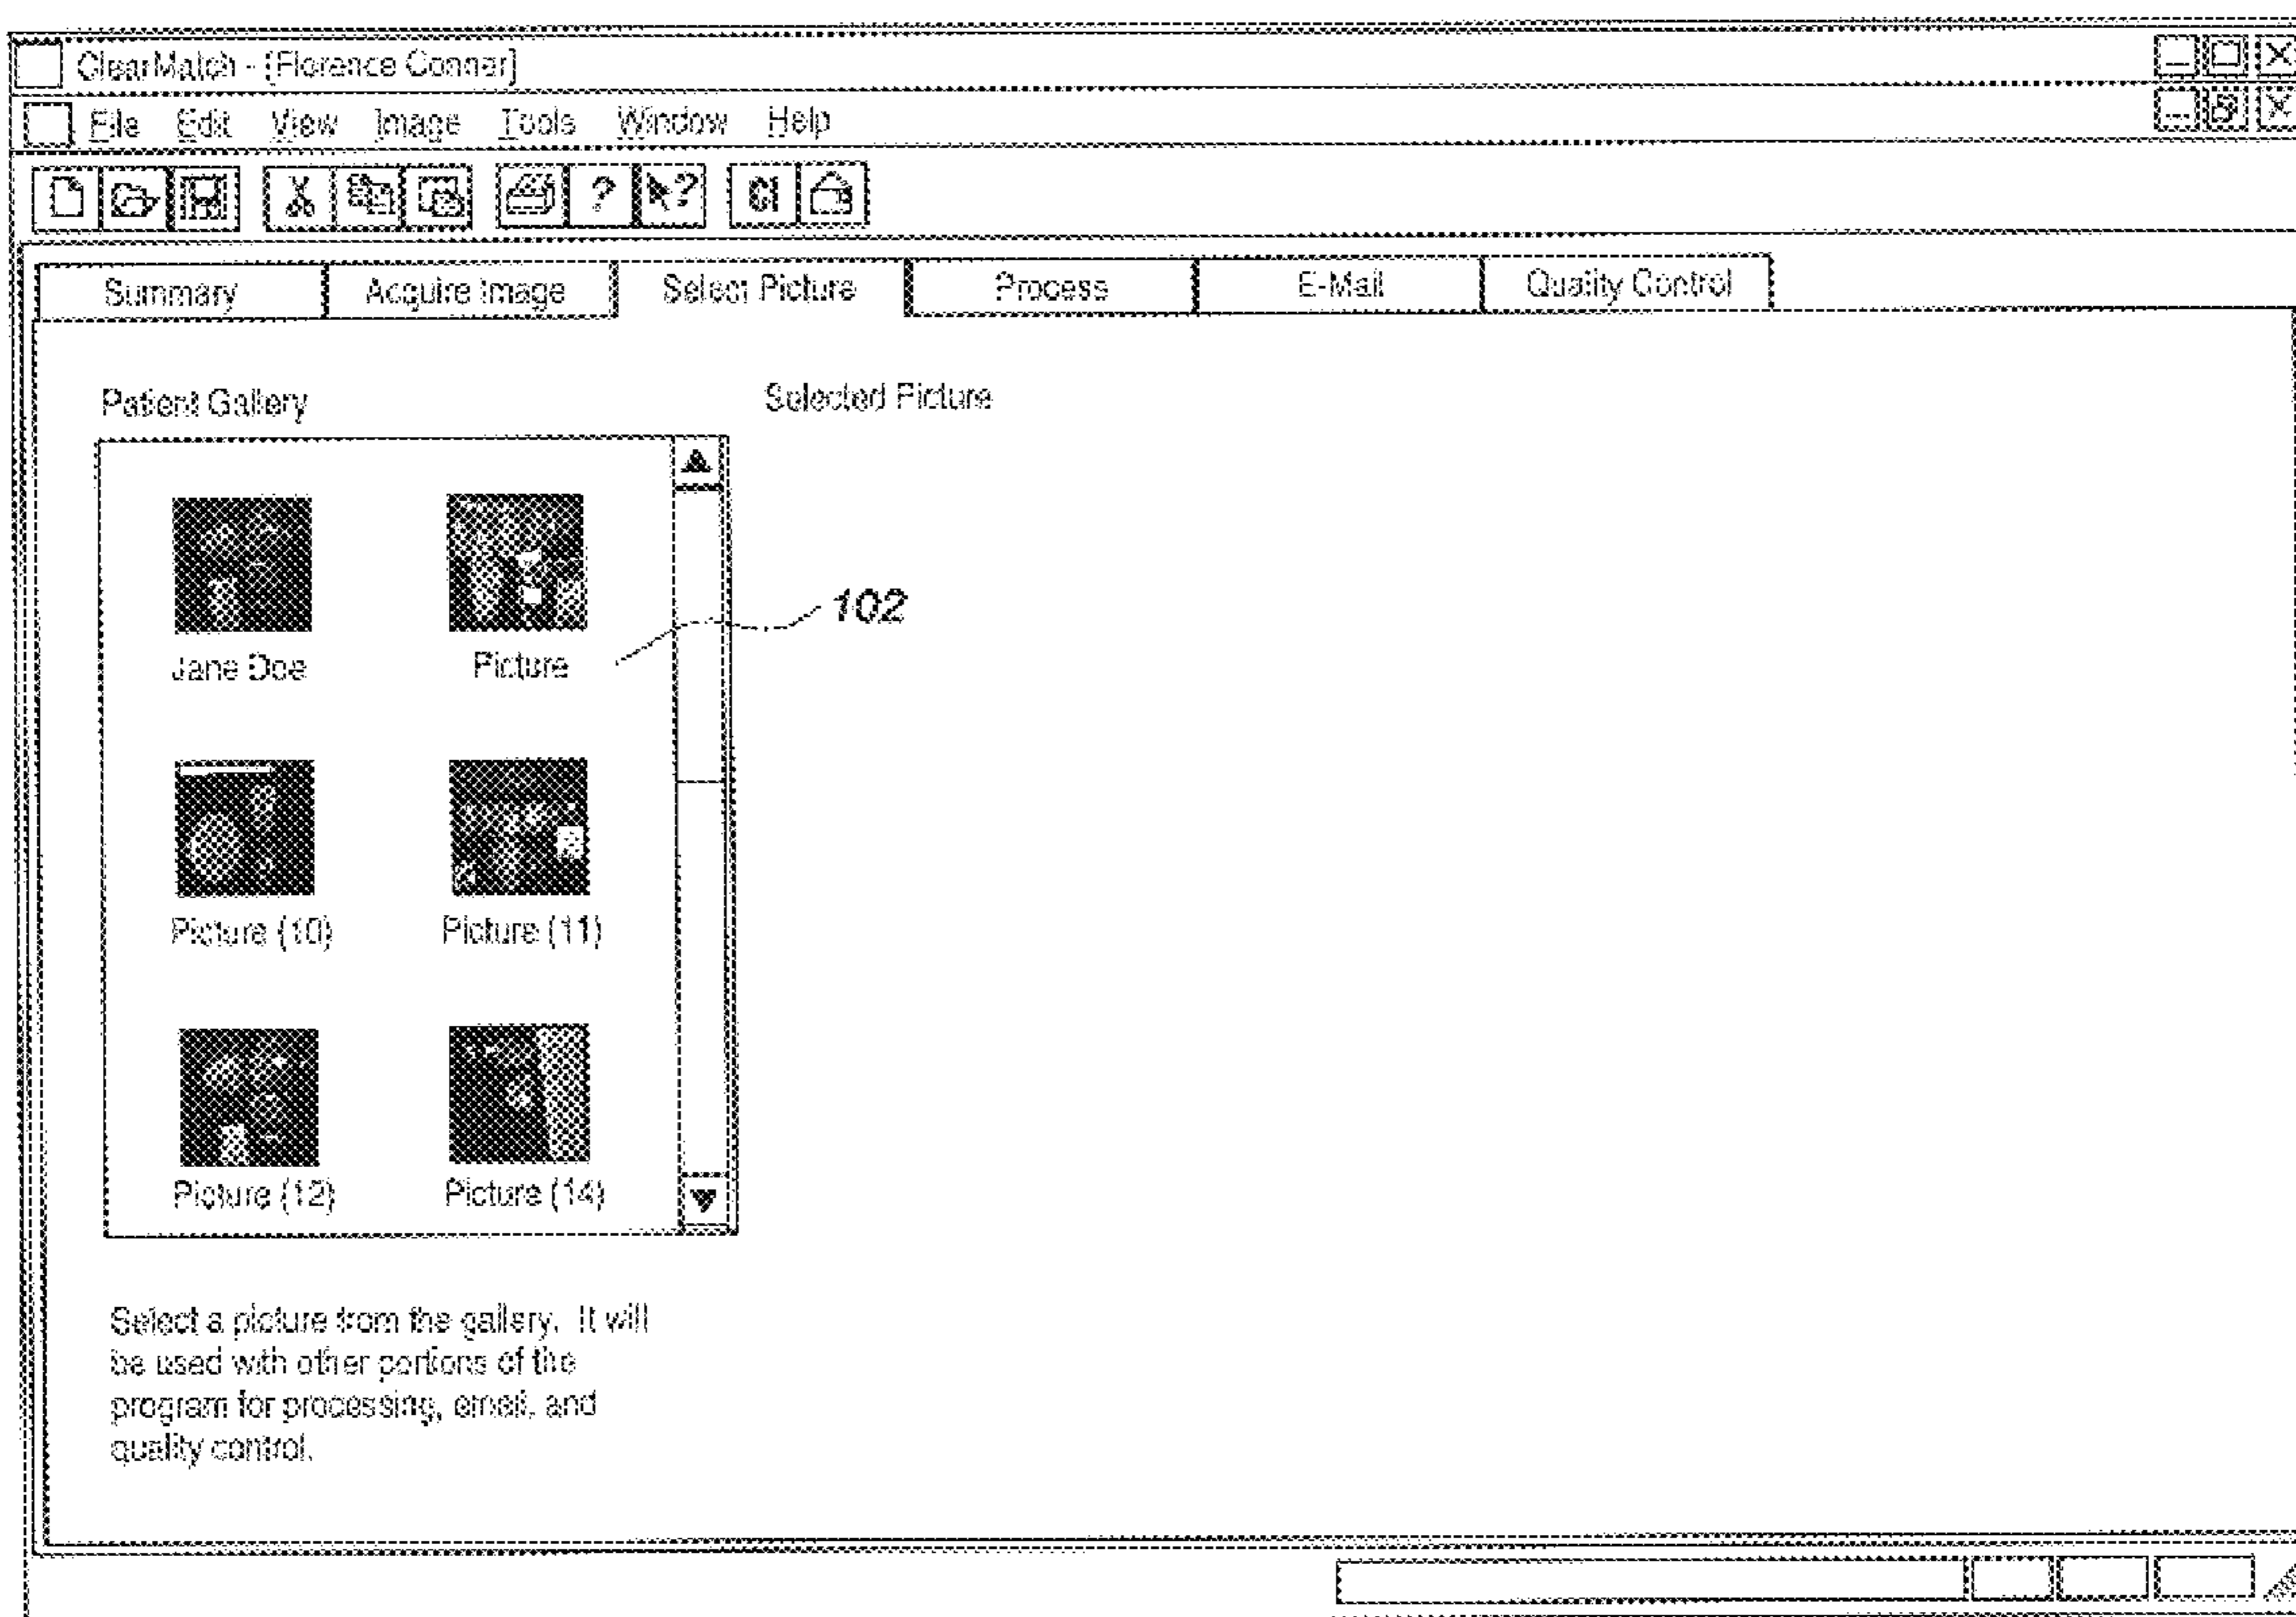 ClearMatch - [Florence Conner]
File Edit View Image Tools Window Help
? ? CI
Summary Acquire Image Select Picture Process E-Mail Quality Control
Patient Gallery Selected Picture
102
Jane Doe Picture
Picture (10) Picture (11)
Picture (12) Picture (14)
Select a picture from the gallery. It will
be used with other portions of the
program for processing, email, and
quality control.